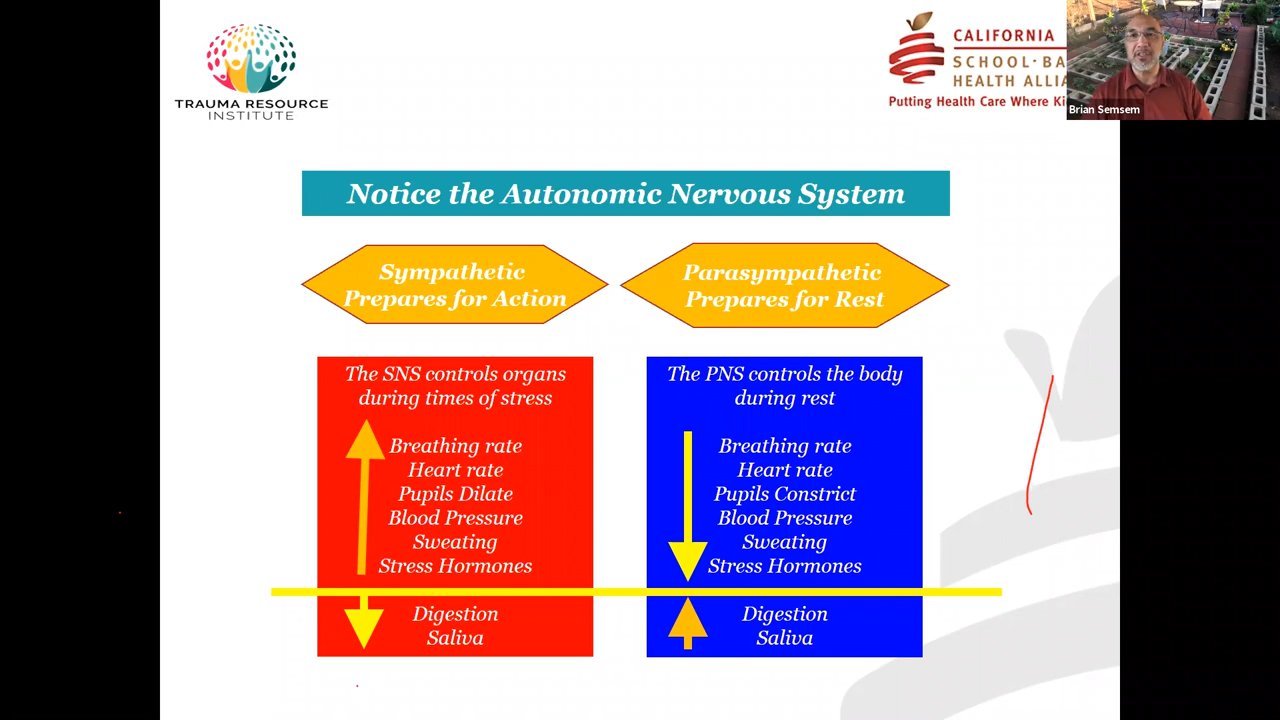 TRAUMA RESOURCE
INSTITUTE
CALIFORNIA
SCHOOL·BA
HEALTH ALLIA
Putting Health Care Where
Brian Semsem
Notice the Autonomic Nervous System
Sympathetic
Prepares for Action
Parasympathetic
Prepares for Rest
The SNS controls organs
during times of stress
Breathing rate
Heart rate
Pupils Dilate
Blood Pressure
Sweating
Stress Hormones
Digestion
Saliva
The PNS controls the body
during rest
Breathing rate
Heart rate
Pupils Constrict
Blood Pressure
Sweating
Stress Hormones
Digestion
Saliva